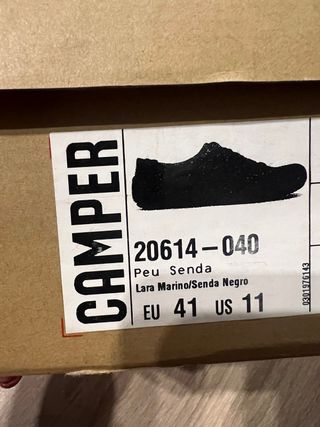 CAMPER
20614-040
Peu Senda
Lara Marino/Senda Negro
EU 41 US 11
0301976143